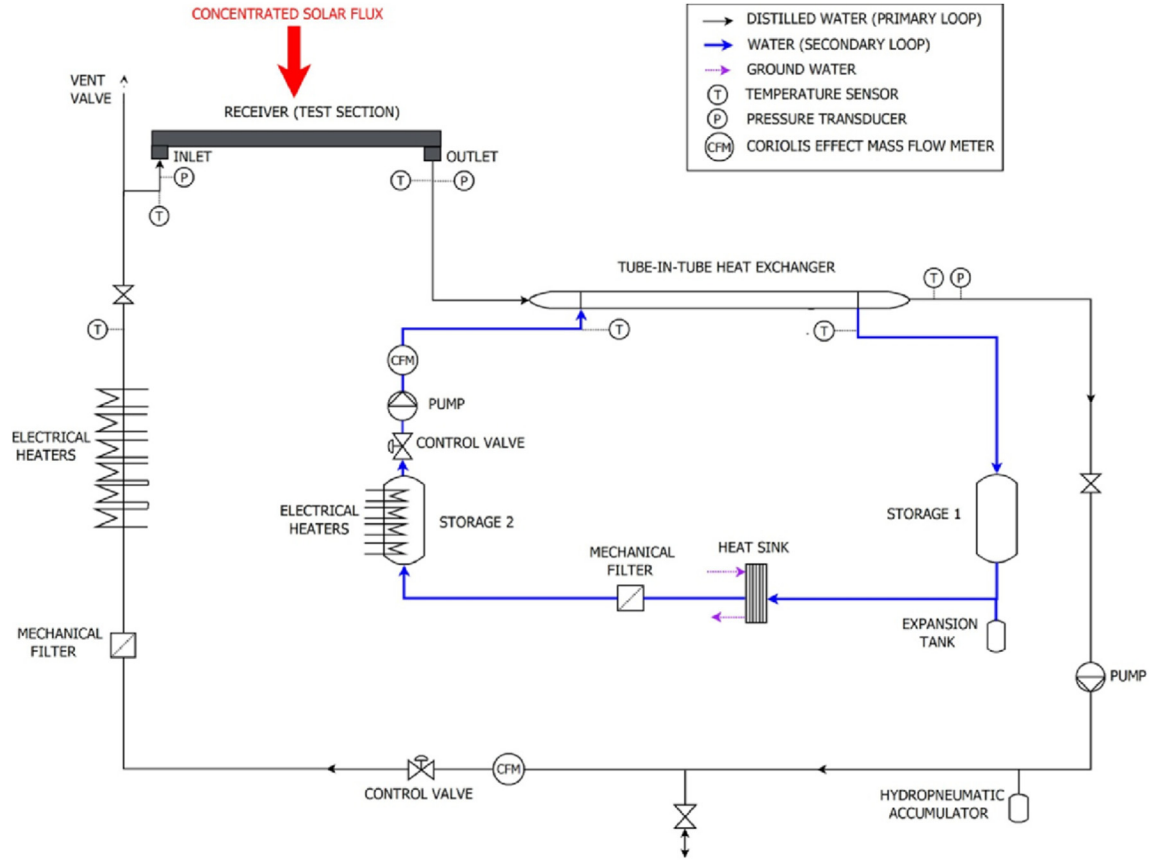 CONCENTRATED SOLAR FLUX
DISTILLED WATER (PRIMARY LOOP)
WATER (SECONDARY LOOP)
GROUND WATER
T TEMPERATURE SENSOR
P PRESSURE TRANSDUCER
CFM CORIOLIS EFFECT MASS FLOW METER
VENT
VALVE
RECEIVER (TEST SECTION)
INLET
OUTLET
P
T
T
P
TUBE-IN-TUBE HEAT EXCHANGER
T
P
T
T
T
CFM
PUMP
CONTROL VALVE
ELECTRICAL
HEATERS
ELECTRICAL
HEATERS
STORAGE 2
STORAGE 1
MECHANICAL
FILTER
HEAT SINK
EXPANSION
TANK
MECHANICAL
FILTER
PUMP
CFM
CONTROL VALVE
HYDROPNEUMATIC
ACCUMULATOR